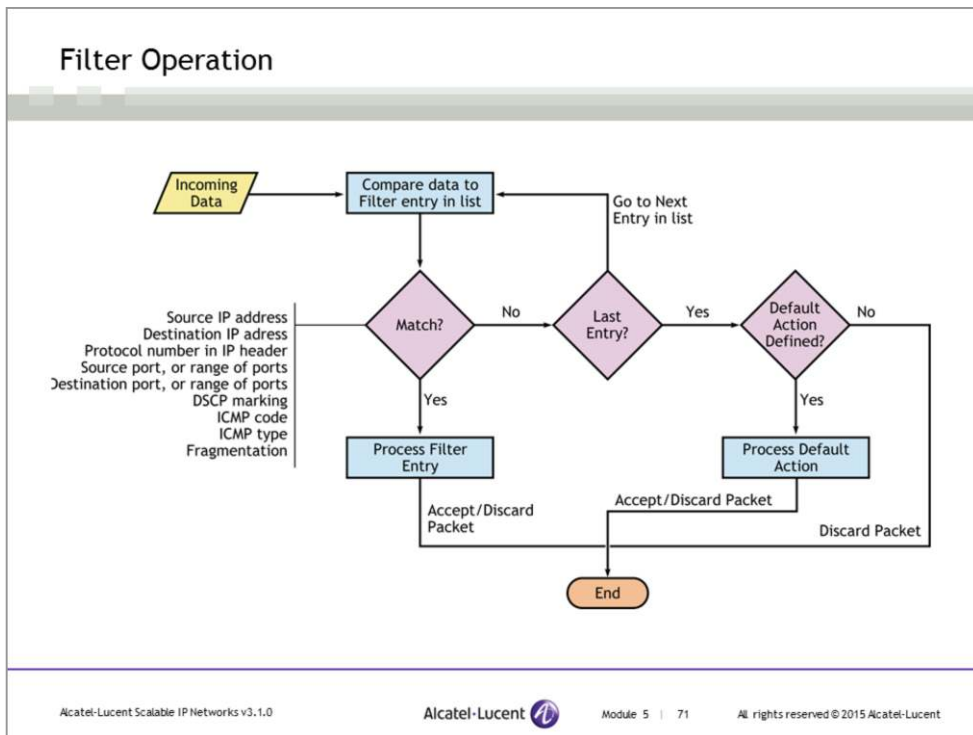 Filter Operation
Incoming
Data
Compare data to
Filter entry in list
Go to Next
Entry in list
Source IP address
Destination IP adress
Protocol number in IP header
Source port, or range of ports
Destination port, or range of ports
DSCP marking
ICMP code
ICMP type
Fragmentation
Match?
No
Last
Entry?
Yes
Default
Action
Defined?
No
Yes
Yes
Process Filter
Entry
Process Default
Action
Accept/Discard
Packet
Accept/Discard Packet
Discard Packet
End
Alcatel-Lucent Scalable IP Networks v3.1.0
Alcatel·Lucent
Module 5 | 71
All rights reserved © 2015 Alcatel-Lucent